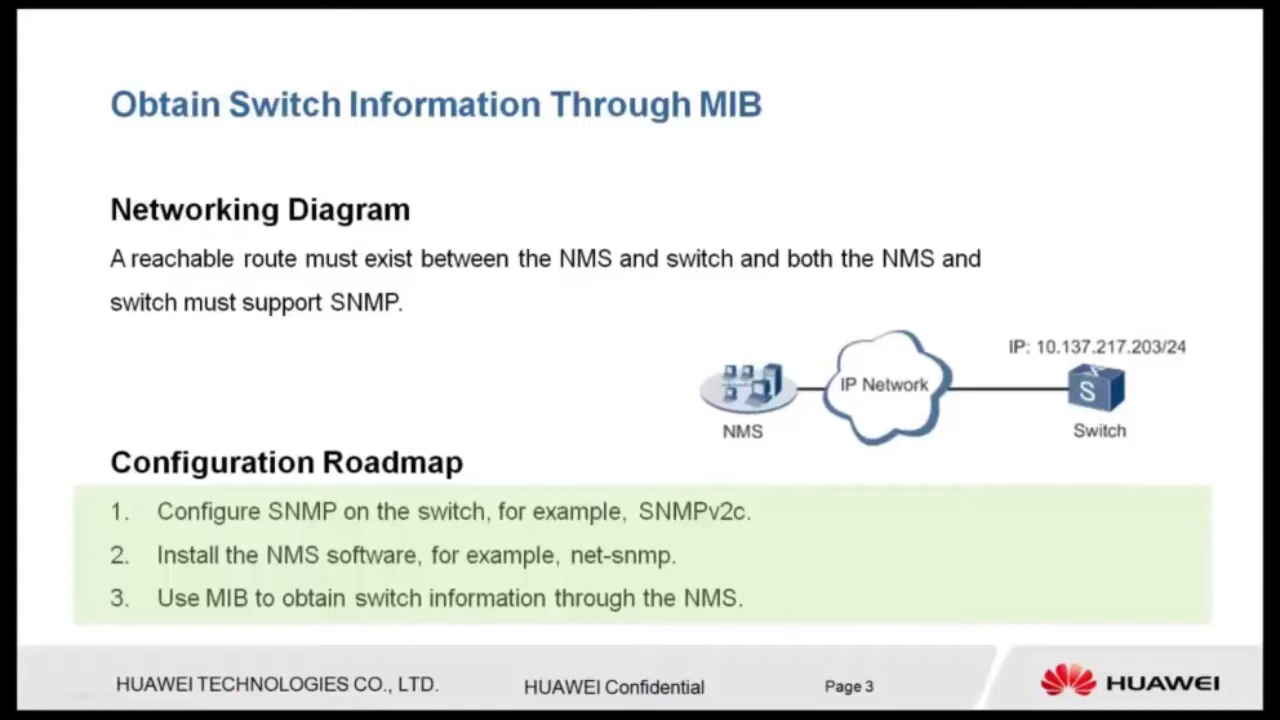 Obtain Switch Information Through MIB
Networking Diagram
A reachable route must exist between the NMS and switch and both the NMS and
switch must support SNMP.
IP: 10.137.217.203/24
IP Network
S
NMS
Switch
Configuration Roadmap
1. Configure SNMP on the switch, for example, SNMPv2c.
2. Install the NMS software, for example, net-snmp.
3. Use MIB to obtain switch information through the NMS.
HUAWEI TECHNOLOGIES CO., LTD.
HUAWEI Confidential
Page 3
HUAWEI